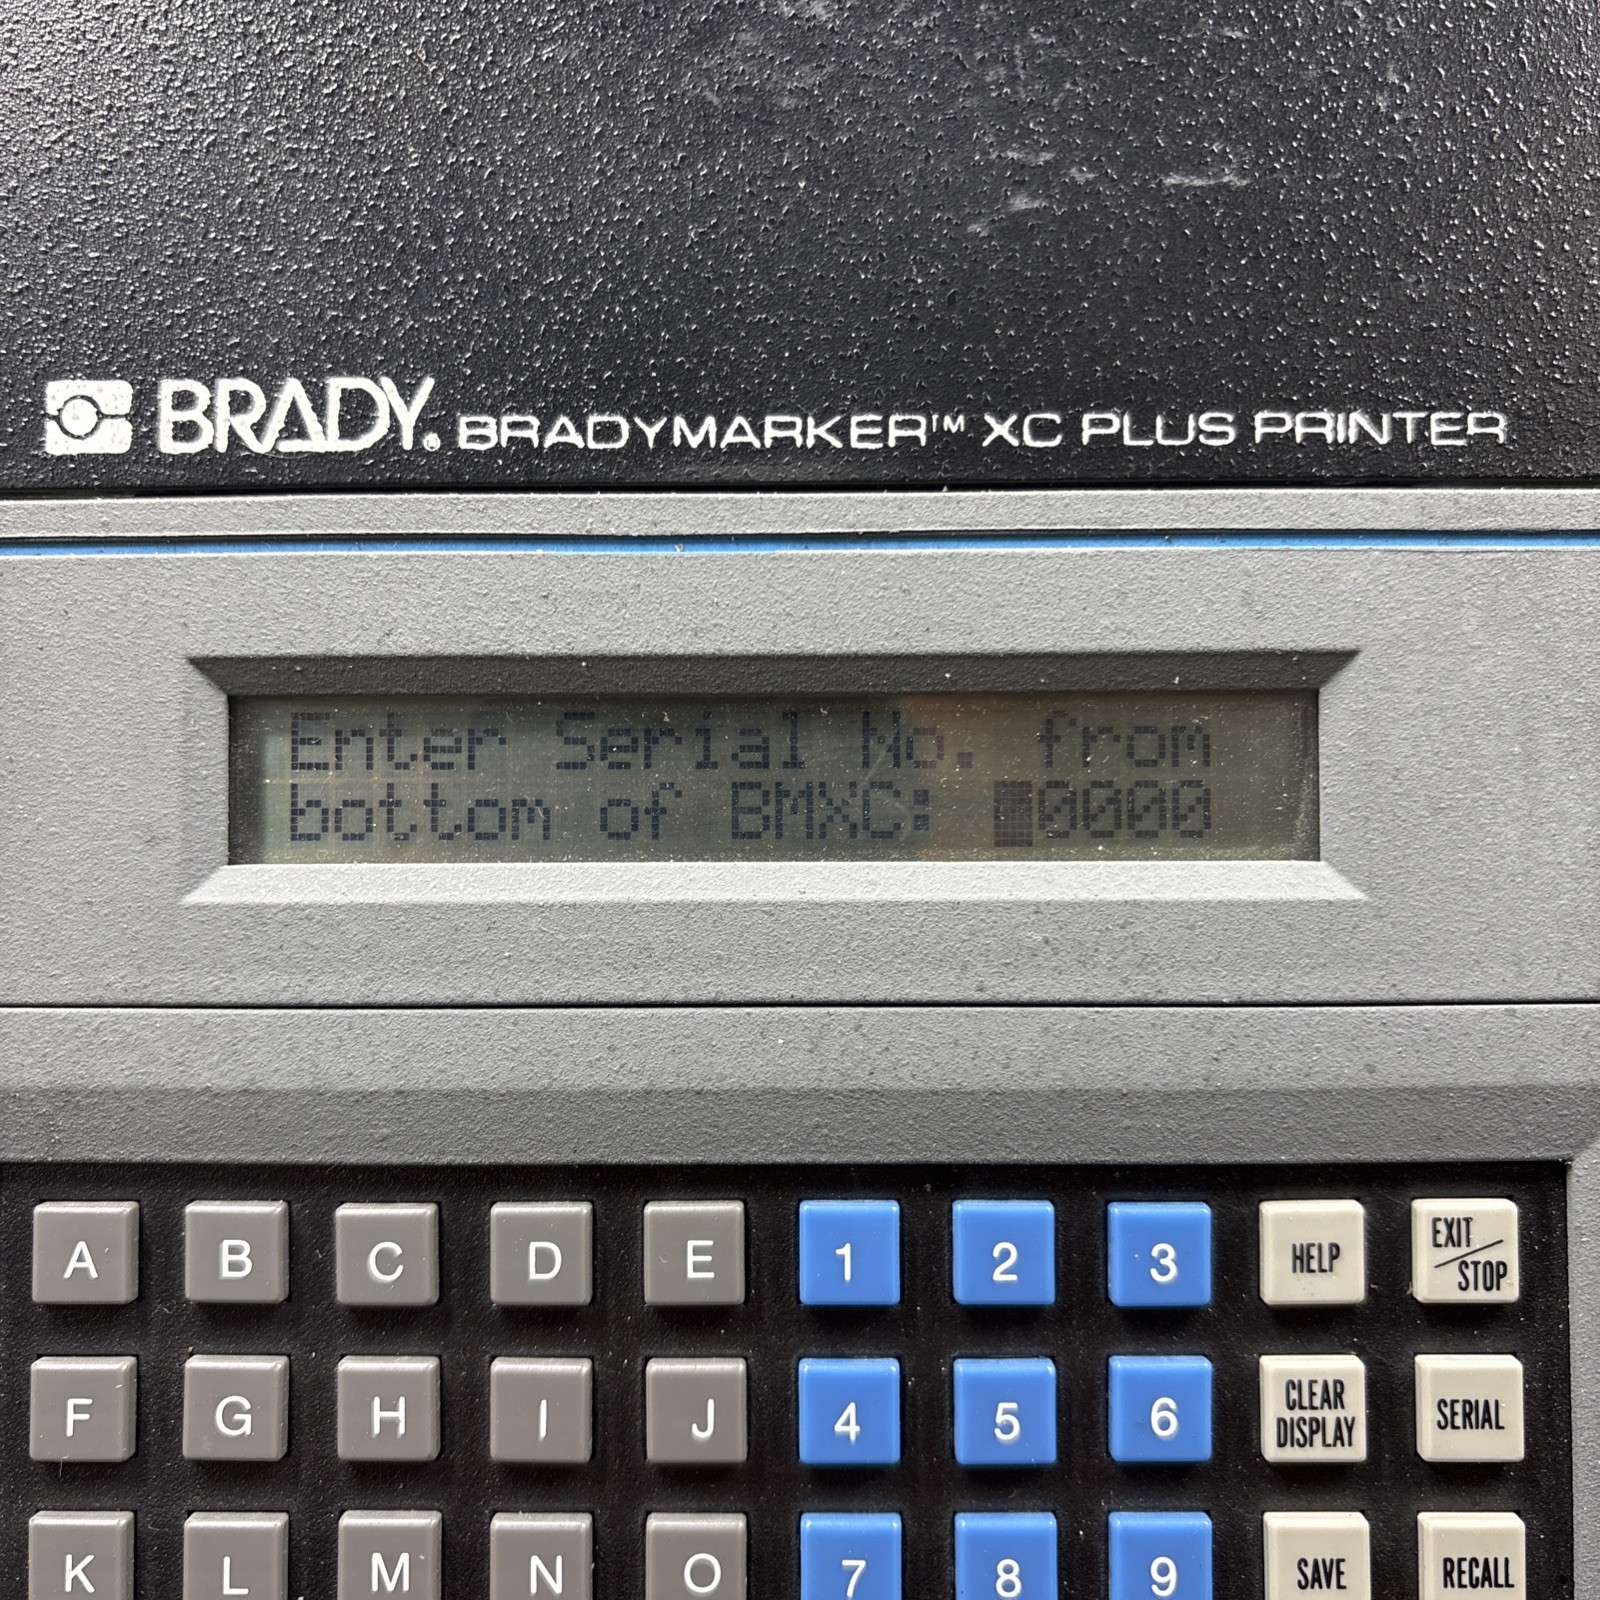 BRADY® BRADYMARKER™ XC PLUS PRINTER
Enter Serial No. from
bottom of BMXC: 0000
A B C D E 1 2 3 HELP EXIT/STOP
F G H I J 4 5 6 CLEAR DISPLAY SERIAL
K L M N O 7 8 9 SAVE RECALL